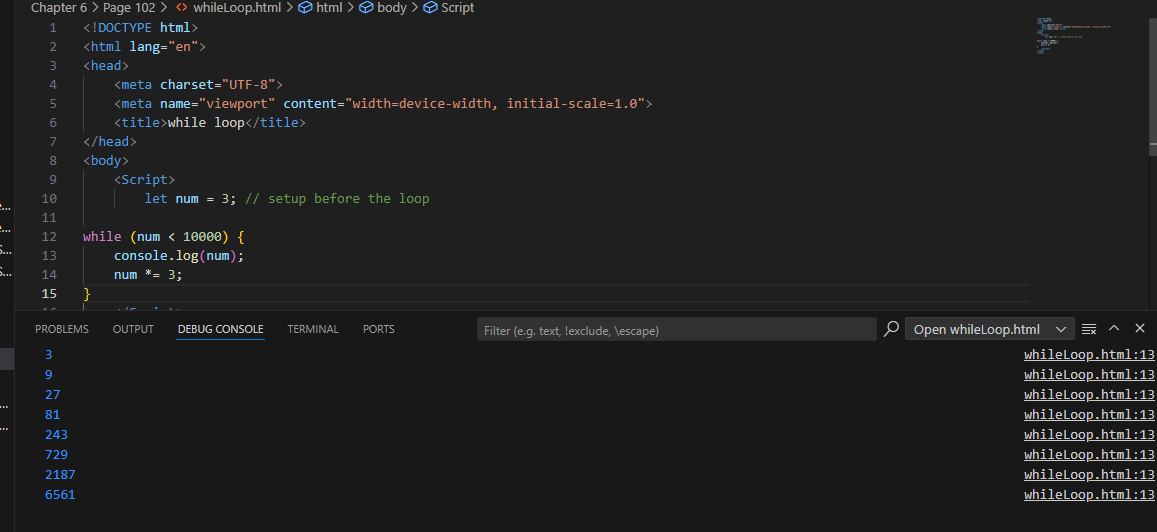 Chapter 6 > Page 102 > <> whileLoop.html > html > body > Script
1 <!DOCTYPE html>
2 <html lang="en">
3 <head>
4 <meta charset="UTF-8">
5 <meta name="viewport" content="width=device-width, initial-scale=1.0">
6 <title>while loop</title>
7 </head>
8 <body>
9 <Script>
10 let num = 3; // setup before the loop
11
12 while (num < 10000) {
13 console.log(num);
14 num *= 3;
15 }
16 </Script>
PROBLEMS OUTPUT DEBUG CONSOLE TERMINAL PORTS Filter (e.g. text, !exclude, \escape) Open whileLoop.html
3 whileLoop.html:13
9 whileLoop.html:13
27 whileLoop.html:13
81 whileLoop.html:13
243 whileLoop.html:13
729 whileLoop.html:13
2187 whileLoop.html:13
6561 whileLoop.html:13